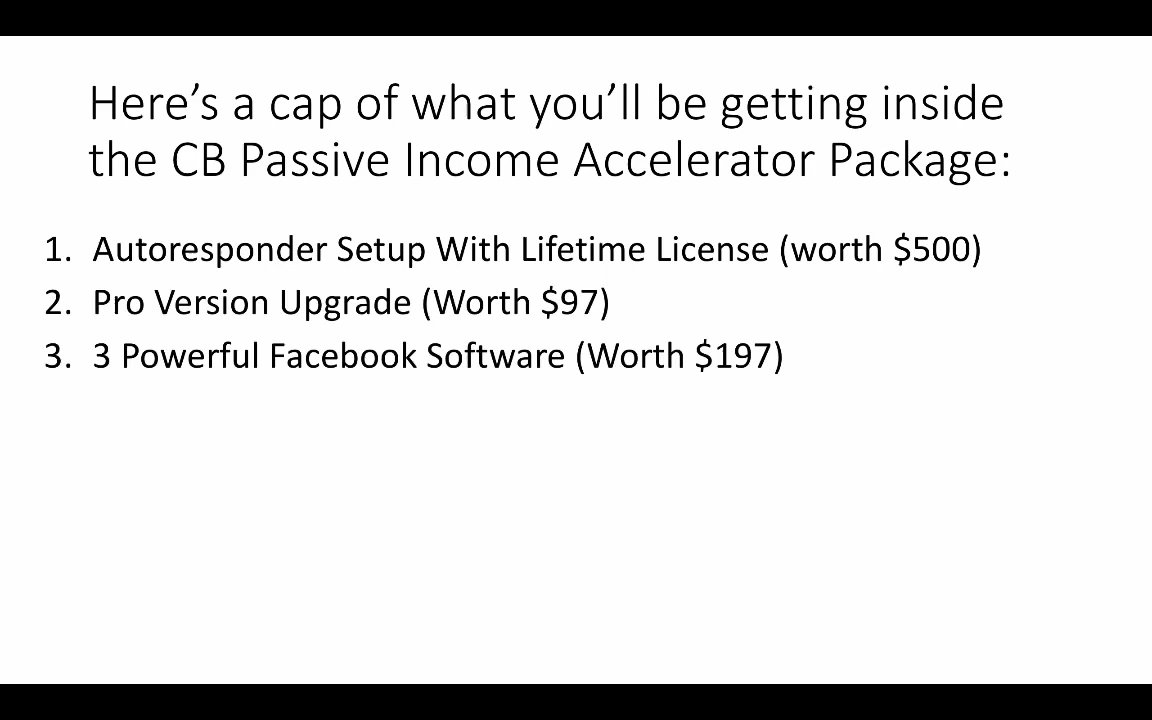 Here’s a cap of what you’ll be getting inside
the CB Passive Income Accelerator Package:
1. Autoresponder Setup With Lifetime License (worth $500)
2. Pro Version Upgrade (Worth $97)
3. 3 Powerful Facebook Software (Worth $197)